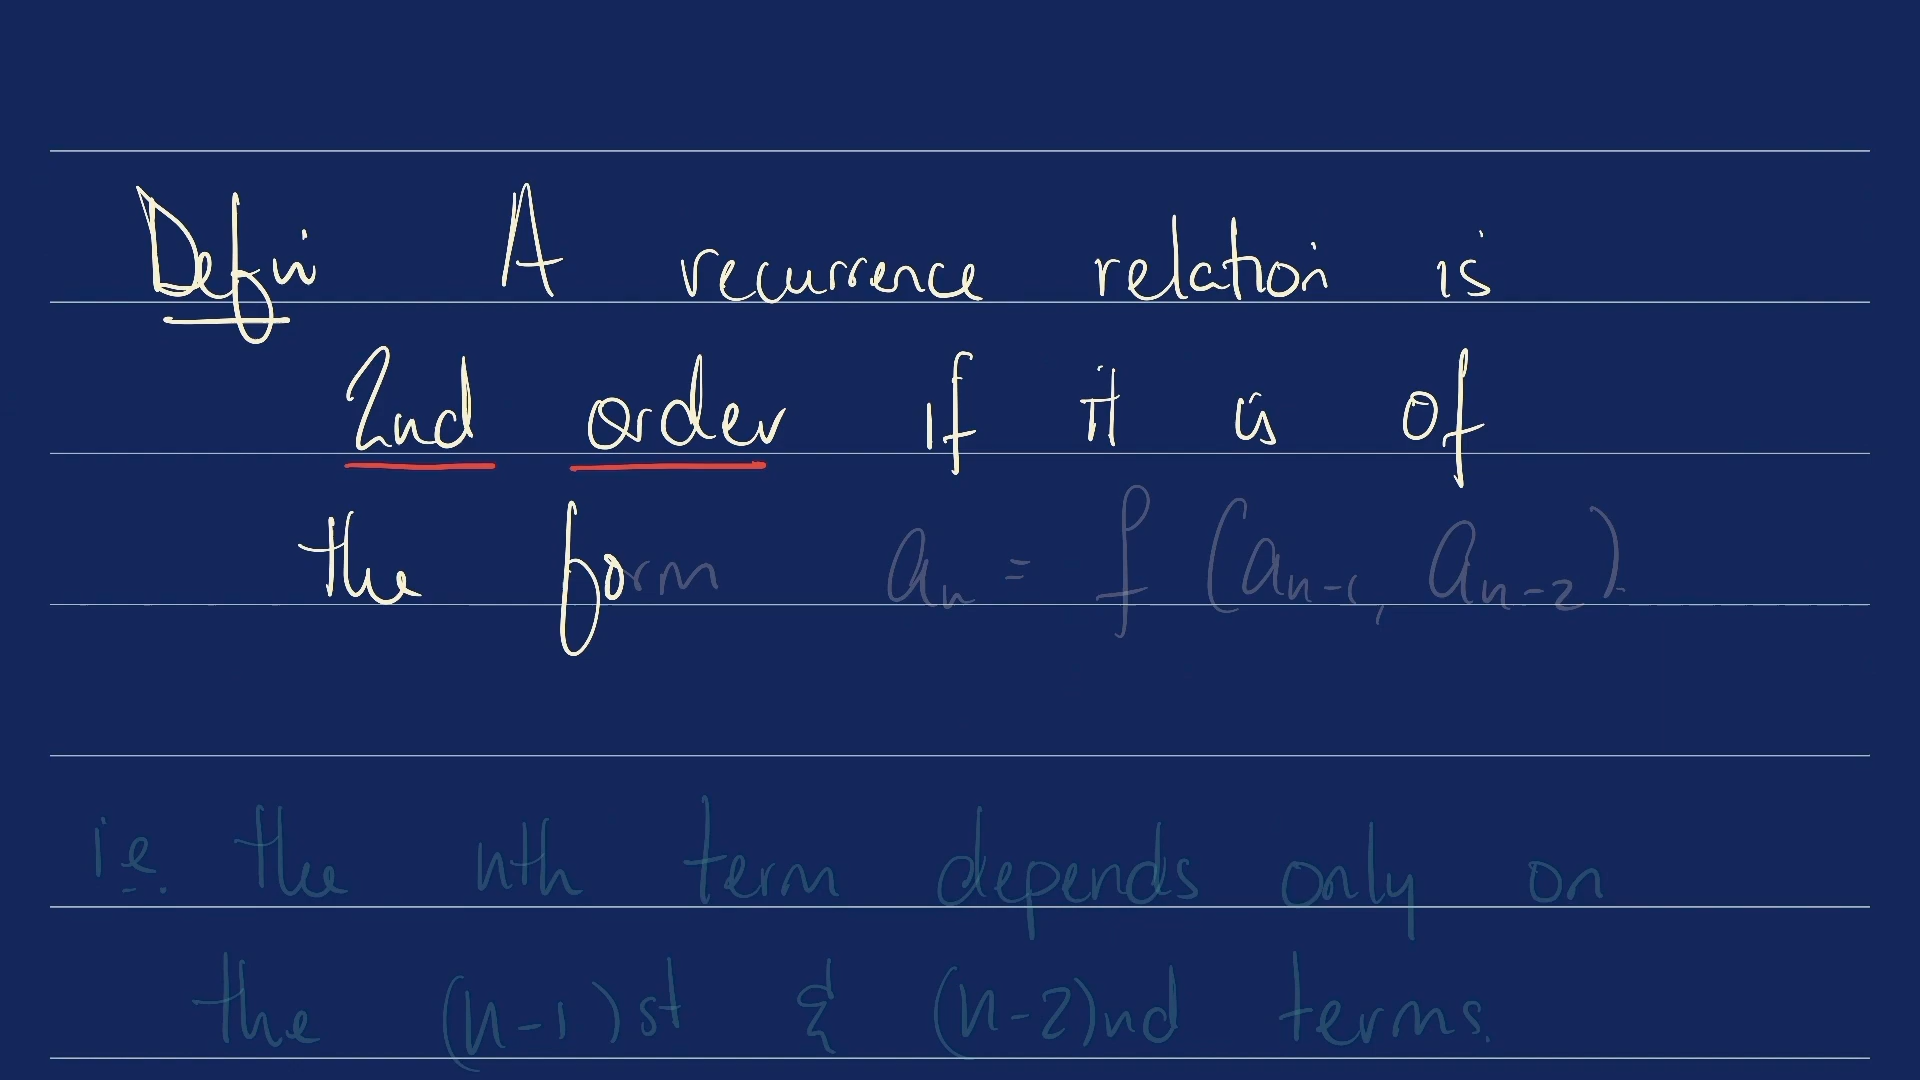 Defn A recurrence relation is
2nd order if it is of
the form aₙ = f (aₙ₋₁, aₙ₋₂).
i.e. the nth term depends only on
the (n-1)st & (n-2)nd terms.